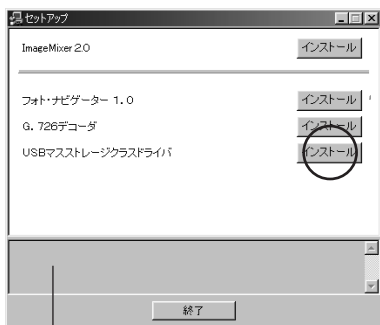 セットアップ
ImageMixer 2.0 インストール
フォト・ナビゲーター 1.0 インストール
G. 726デコーダ インストール
USBマスストレージクラスドライバ インストール
終了